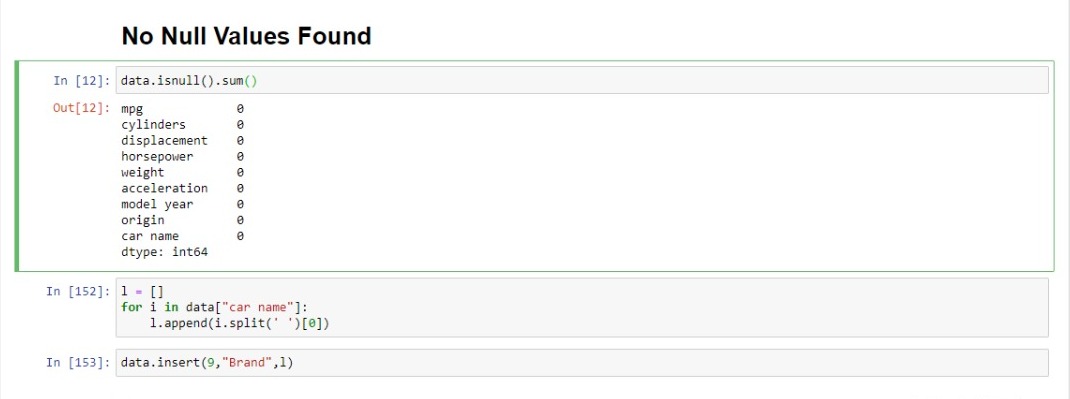 No Null Values Found
In [12]: data.isnull().sum()
Out[12]: mpg 0
cylinders 0
displacement 0
horsepower 0
weight 0
acceleration 0
model year 0
origin 0
car name 0
dtype: int64
In [152]: l = []
for i in data["car name"]:
    l.append(i.split(' ')[0])
In [153]: data.insert(9,"Brand",l)